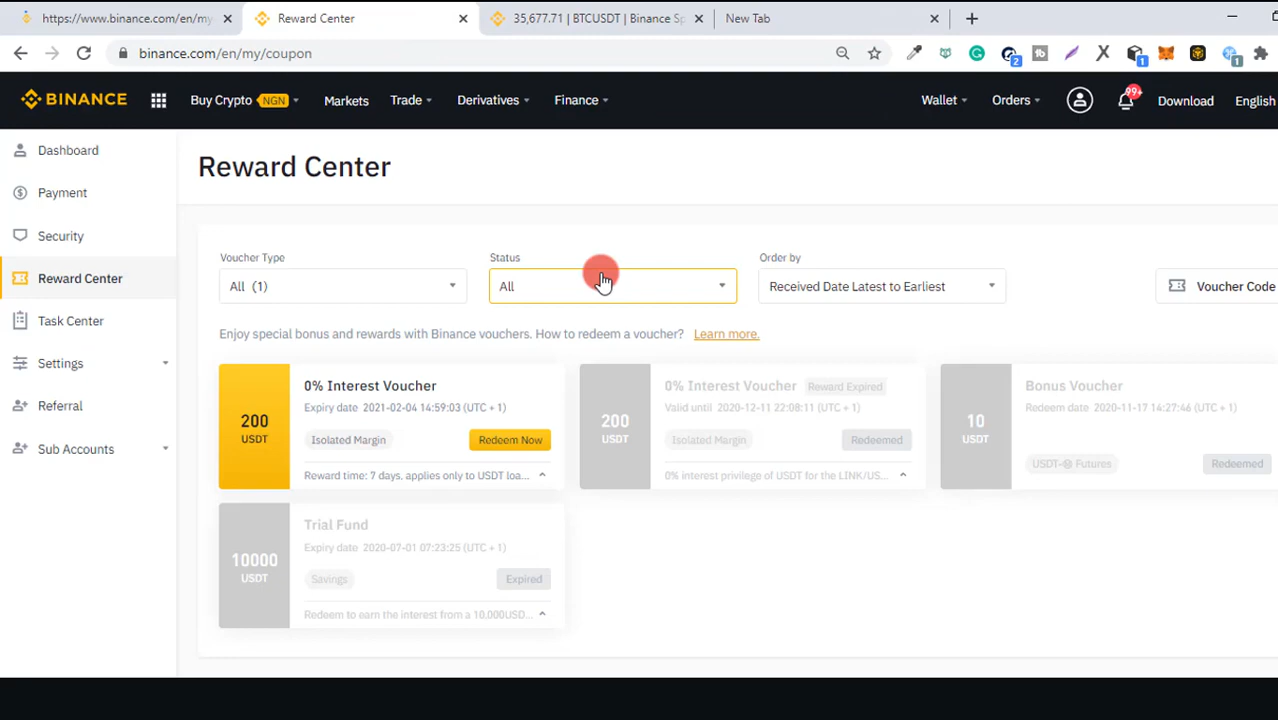 https://www.binance.com/en/my
Reward Center
35,677.71 | BTCUSDT | Binance Sp
New Tab
binance.com/en/my/coupon
BINANCE
Buy Crypto NGN
Markets
Trade
Derivatives
Finance
Wallet
Orders
99+
Download
English
Dashboard
Payment
Security
Reward Center
Task Center
Settings
Referral
Sub Accounts
Reward Center
Voucher Type
Status
Order by
All (1)
All
Received Date Latest to Earliest
Voucher Code
Enjoy special bonus and rewards with Binance vouchers. How to redeem a voucher? Learn more.
200
USDT
0% Interest Voucher
Expiry date 2021-02-04 14:59:03 (UTC + 1)
Isolated Margin
Redeem Now
Reward time: 7 days, applies only to USDT loa...
200
USDT
0% Interest Voucher Reward Expired
Valid until 2020-12-11 22:08:11 (UTC + 1)
Isolated Margin
Redeemed
0% interest privilege of USDT for the LINK/US...
10
USDT
Bonus Voucher
Redeem date 2020-11-17 14:27:46 (UTC + 1)
USDT-Ⓜ Futures
Redeemed
10000
USDT
Trial Fund
Expiry date 2020-07-01 07:23:25 (UTC + 1)
Savings
Expired
Redeem to earn the interest from a 10,000USD...